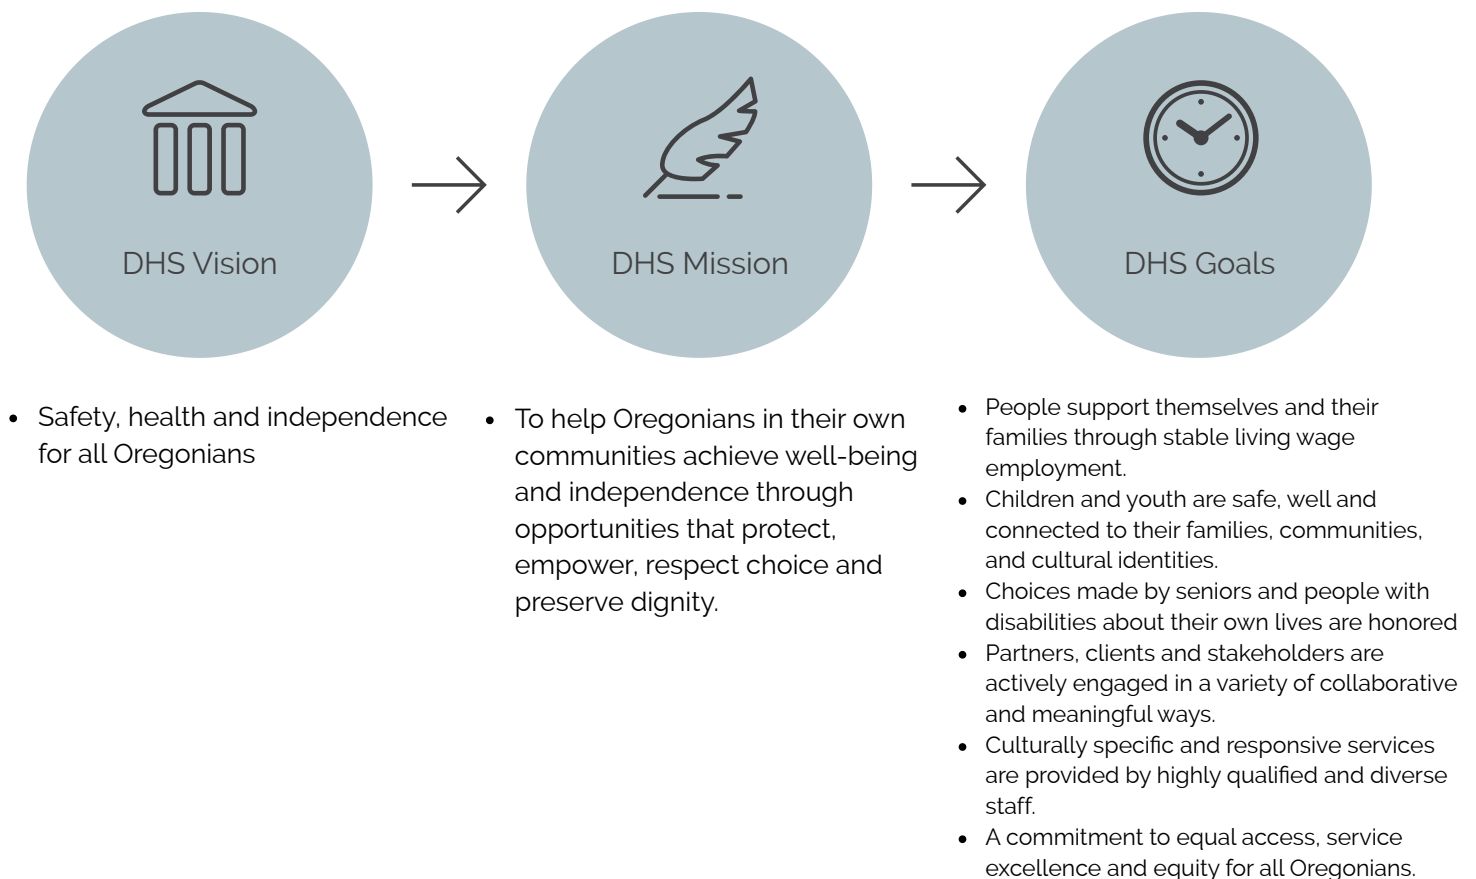 DHS Vision
DHS Mission
DHS Goals
• Safety, health and independence
for all Oregonians
• To help Oregonians in their own
communities achieve well-being
and independence through
opportunities that protect,
empower, respect choice and
preserve dignity.
• People support themselves and their
families through stable living wage
employment.
• Children and youth are safe, well and
connected to their families, communities,
and cultural identities.
• Choices made by seniors and people with
disabilities about their own lives are honored
• Partners, clients and stakeholders are
actively engaged in a variety of collaborative
and meaningful ways.
• Culturally specific and responsive services
are provided by highly qualified and diverse
staff.
• A commitment to equal access, service
excellence and equity for all Oregonians.